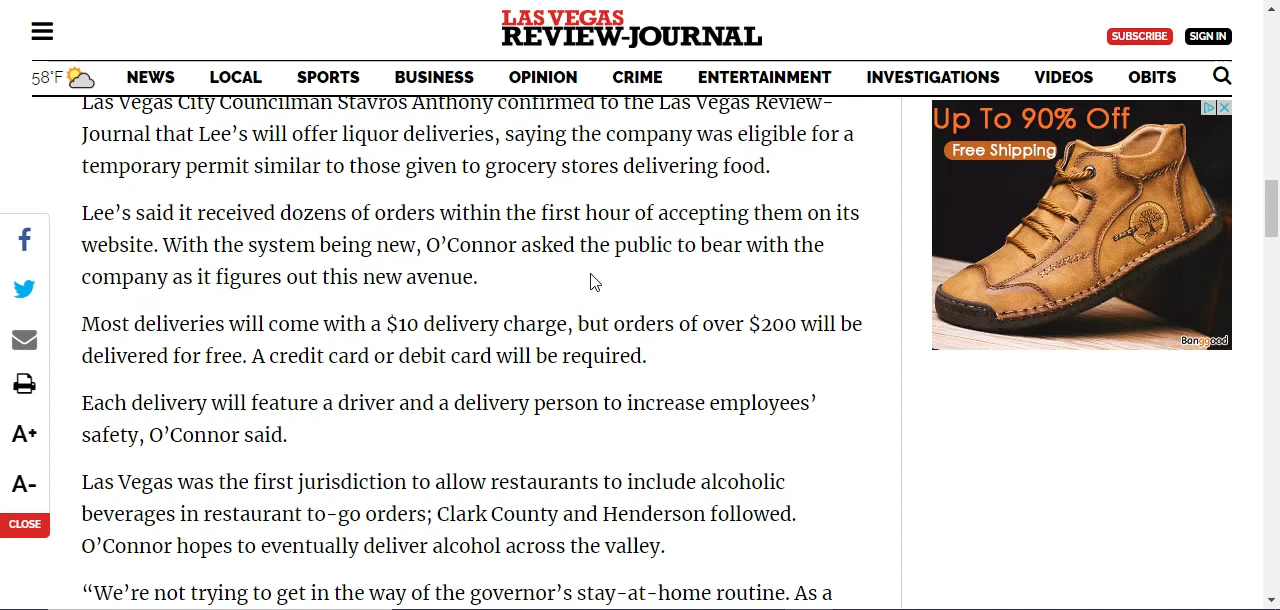 LAS VEGAS
REVIEW-JOURNAL
SUBSCRIBE
SIGN IN
58°F
NEWS LOCAL SPORTS BUSINESS OPINION CRIME ENTERTAINMENT INVESTIGATIONS VIDEOS OBITS
Las Vegas City Councilman Stavros Anthony confirmed to the Las Vegas Review-
Journal that Lee’s will offer liquor deliveries, saying the company was eligible for a
temporary permit similar to those given to grocery stores delivering food.
Lee’s said it received dozens of orders within the first hour of accepting them on its
website. With the system being new, O’Connor asked the public to bear with the
company as it figures out this new avenue.
Most deliveries will come with a $10 delivery charge, but orders of over $200 will be
delivered for free. A credit card or debit card will be required.
Each delivery will feature a driver and a delivery person to increase employees’
safety, O’Connor said.
Las Vegas was the first jurisdiction to allow restaurants to include alcoholic
beverages in restaurant to-go orders; Clark County and Henderson followed.
O’Connor hopes to eventually deliver alcohol across the valley.
“We’re not trying to get in the way of the governor’s stay-at-home routine. As a
A+
A-
CLOSE
Up To 90% Off
Free Shipping
Banggood